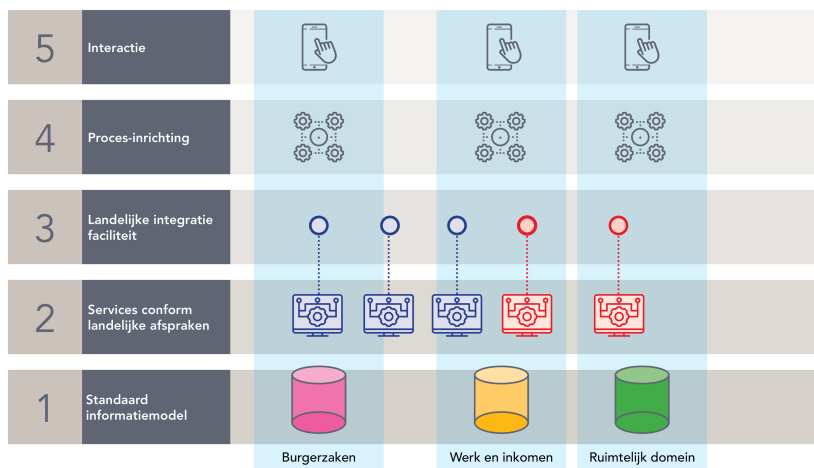 5
Interactie
4
Proces-inrichting
3
Landelijke integratie
faciliteit
2
Services conform
landelijke afspraken
1
Standaard
informatiemodel
Burgerzaken
Werk en inkomen
Ruimtelijk domein